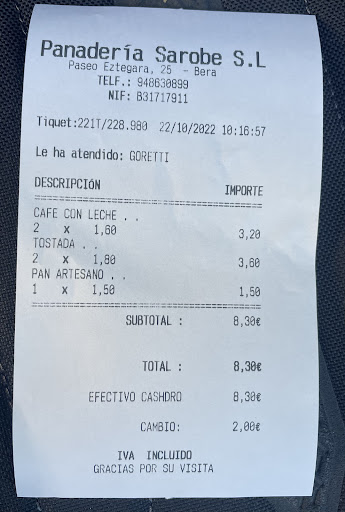 Panadería Sarobe S.L
Paseo Eztegara, 25 - Bera
TELF.: 948630899
NIF: B31717911
Tiquet:221T/228.980 22/10/2022 10:16:57
Le ha atendido: GORETTI
DESCRIPCIóN IMPORTE
CAFE CON LECHE . .
2 x 1,60 3,20
TOSTADA . .
2 x 1,80 3,60
PAN ARTESANO . .
1 x 1,50 1,50
SUBTOTAL : 8,30€
TOTAL : 8,30€
EFECTIVO CASHDRO 8,30€
CAMBIO: 2,00€
IVA INCLUIDO
GRACIAS POR SU VISITA